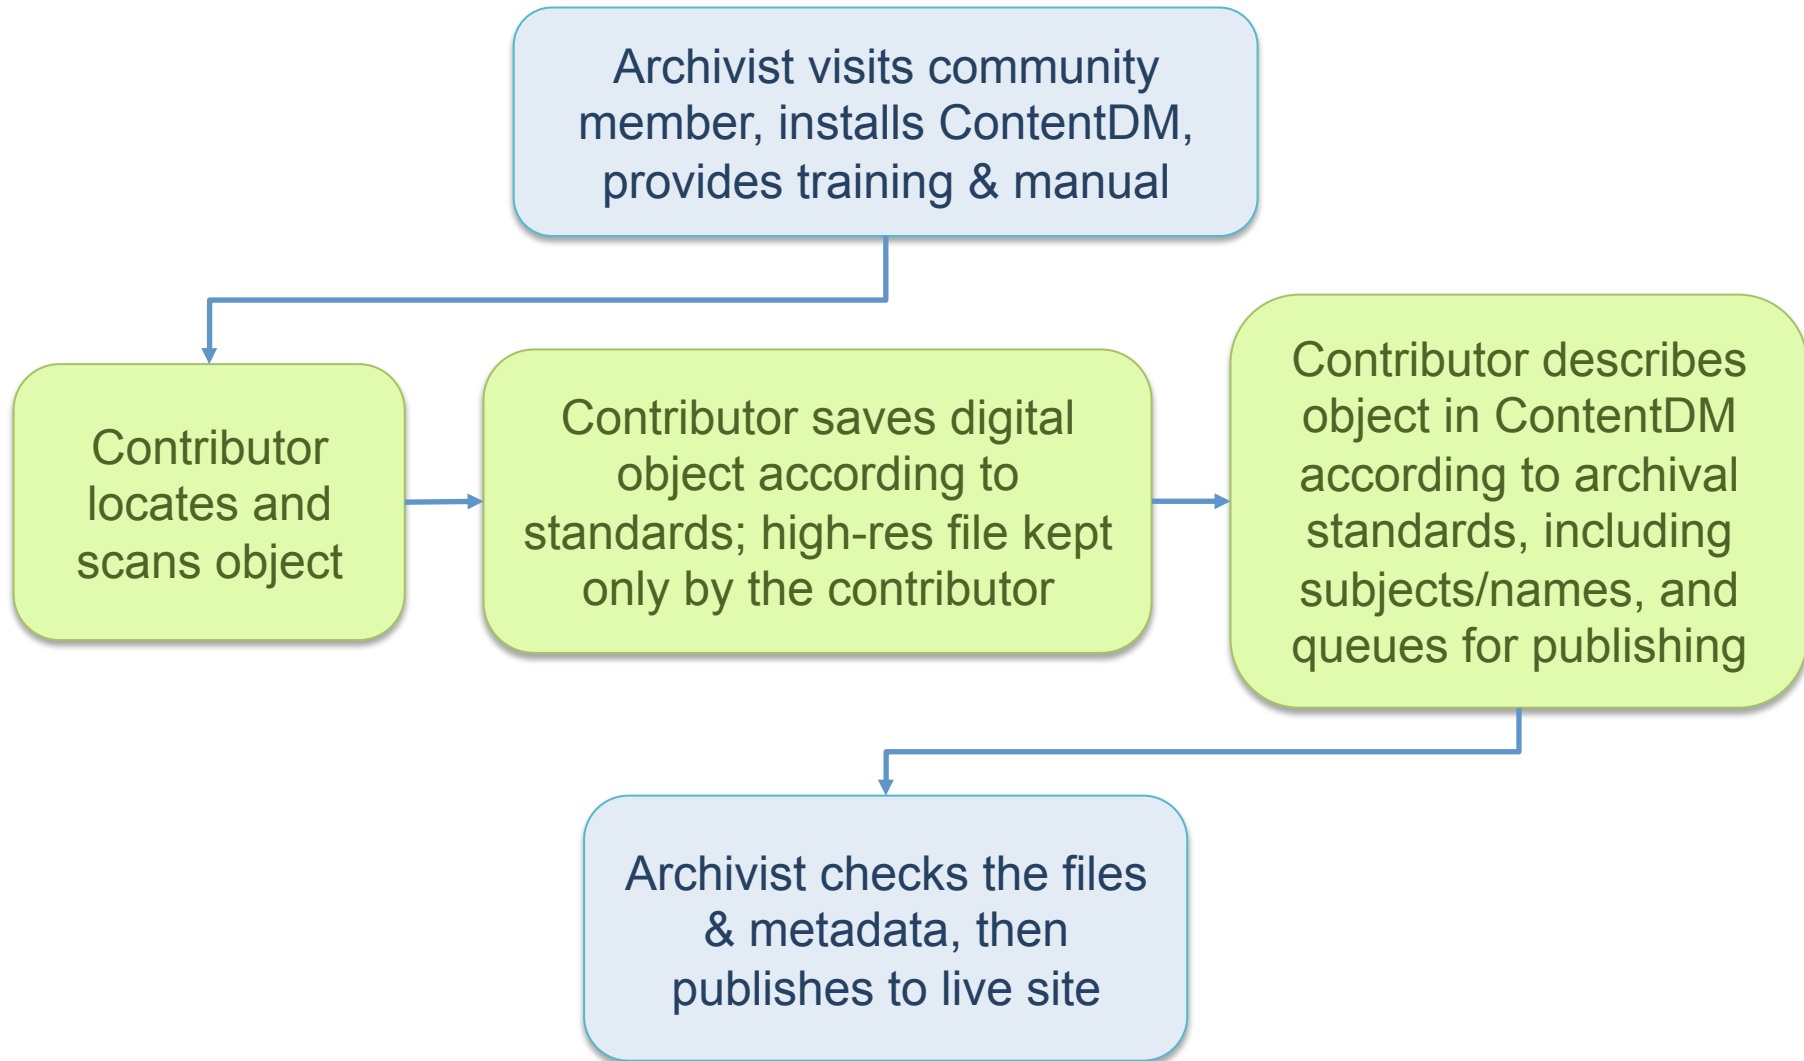 Archivist visits community
member, installs ContentDM,
provides training & manual
Contributor
locates and
scans object
Contributor saves digital
object according to
standards; high-res file kept
only by the contributor
Contributor describes
object in ContentDM
according to archival
standards, including
subjects/names, and
queues for publishing
Archivist checks the files
& metadata, then
publishes to live site